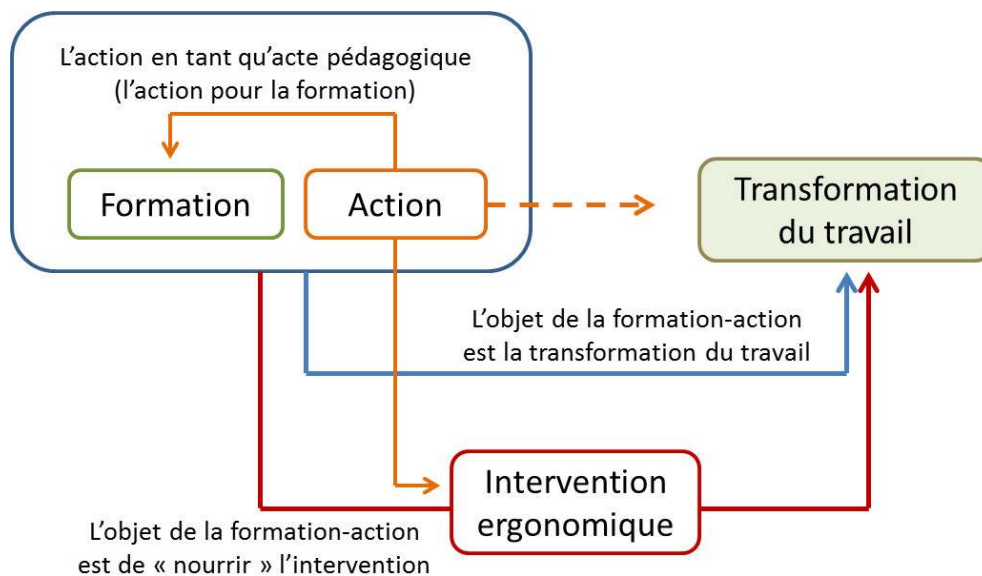 L'action en tant qu'acte pédagogique
(l'action pour la formation)
Formation
Action
Transformation
du travail
L'objet de la formation-action
est la transformation du travail
Intervention
ergonomique
L'objet de la formation-action
est de « nourrir » l'intervention